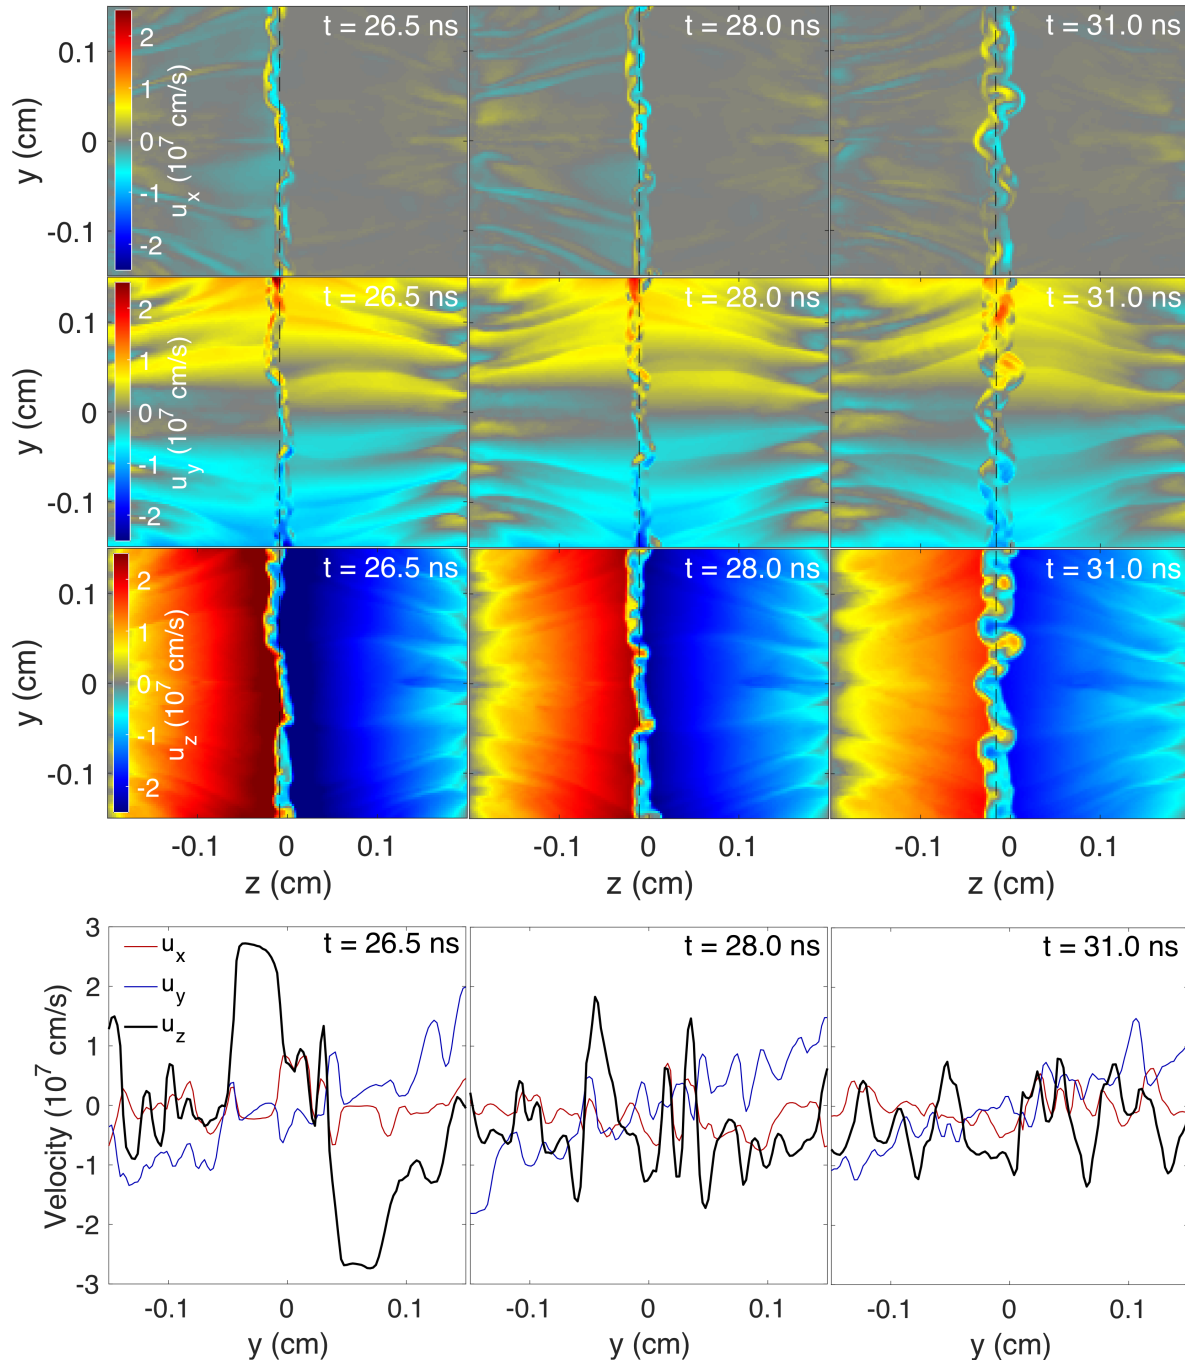 t = 26.5 ns
t = 28.0 ns
t = 31.0 ns
y (cm)
0.1
0
-0.1
2
1
0
-1
-2
u_x (10^7 cm/s)
t = 26.5 ns
t = 28.0 ns
t = 31.0 ns
y (cm)
0.1
0
-0.1
2
1
0
-1
-2
u_y (10^7 cm/s)
t = 26.5 ns
t = 28.0 ns
t = 31.0 ns
y (cm)
0.1
0
-0.1
2
1
0
-1
-2
u_z (10^7 cm/s)
-0.1 0 0.1
-0.1 0 0.1
-0.1 0 0.1
z (cm)
z (cm)
z (cm)
t = 26.5 ns
t = 28.0 ns
t = 31.0 ns
u_x
u_y
u_z
Velocity (10^7 cm/s)
3
2
1
0
-1
-2
-3
-0.1 0 0.1
-0.1 0 0.1
-0.1 0 0.1
y (cm)
y (cm)
y (cm)